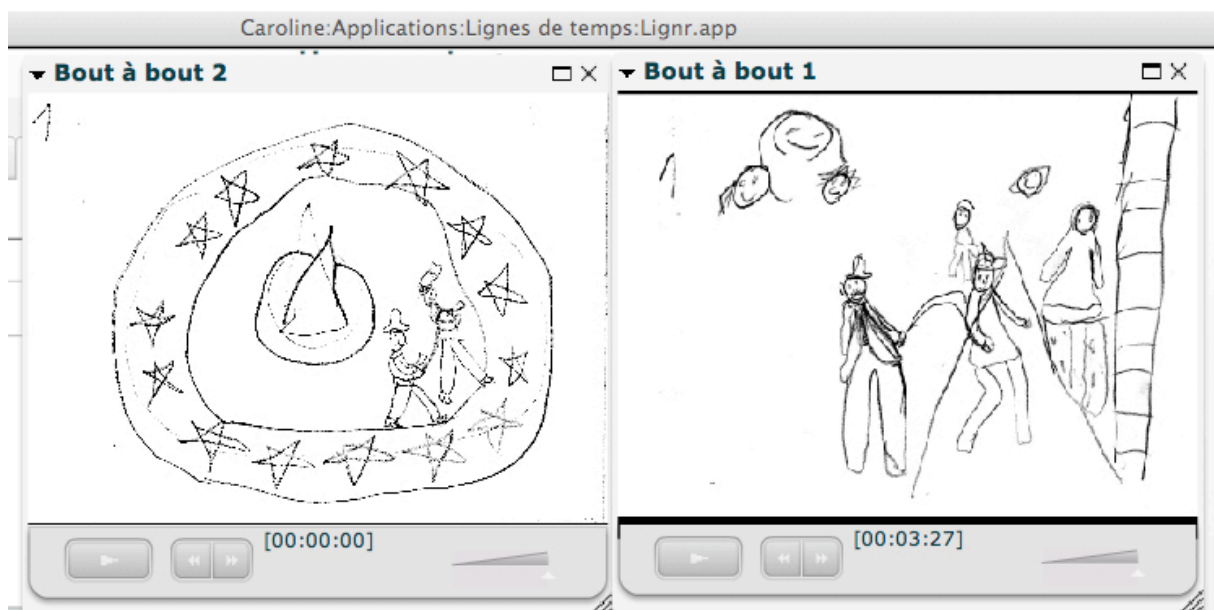 Caroline:Applications:Lignes de temps:Lignr.app
Bout à bout 2
Bout à bout 1
1
1
[00:00:00]
[00:03:27]